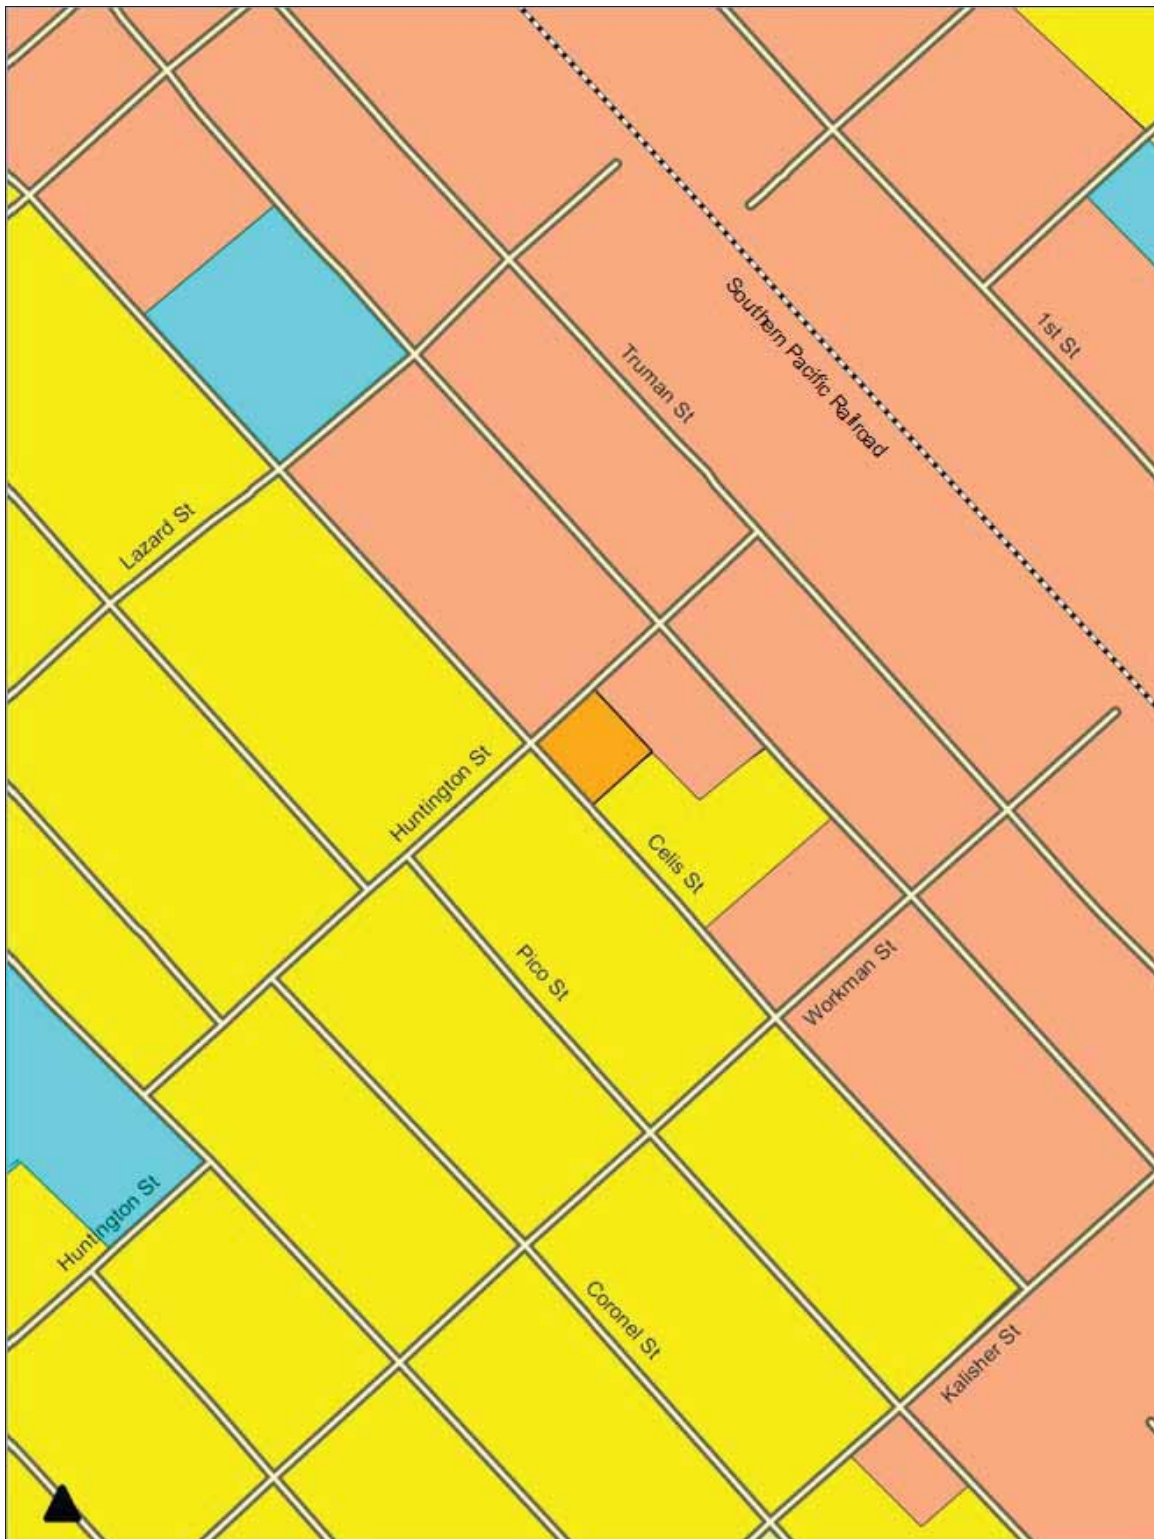 Southern Pacific Railroad
1st St
Truman St
Lazard St
Huntington St
Celis St
Pico St
Workman St
Huntington St
Coronel St
Kalisher St